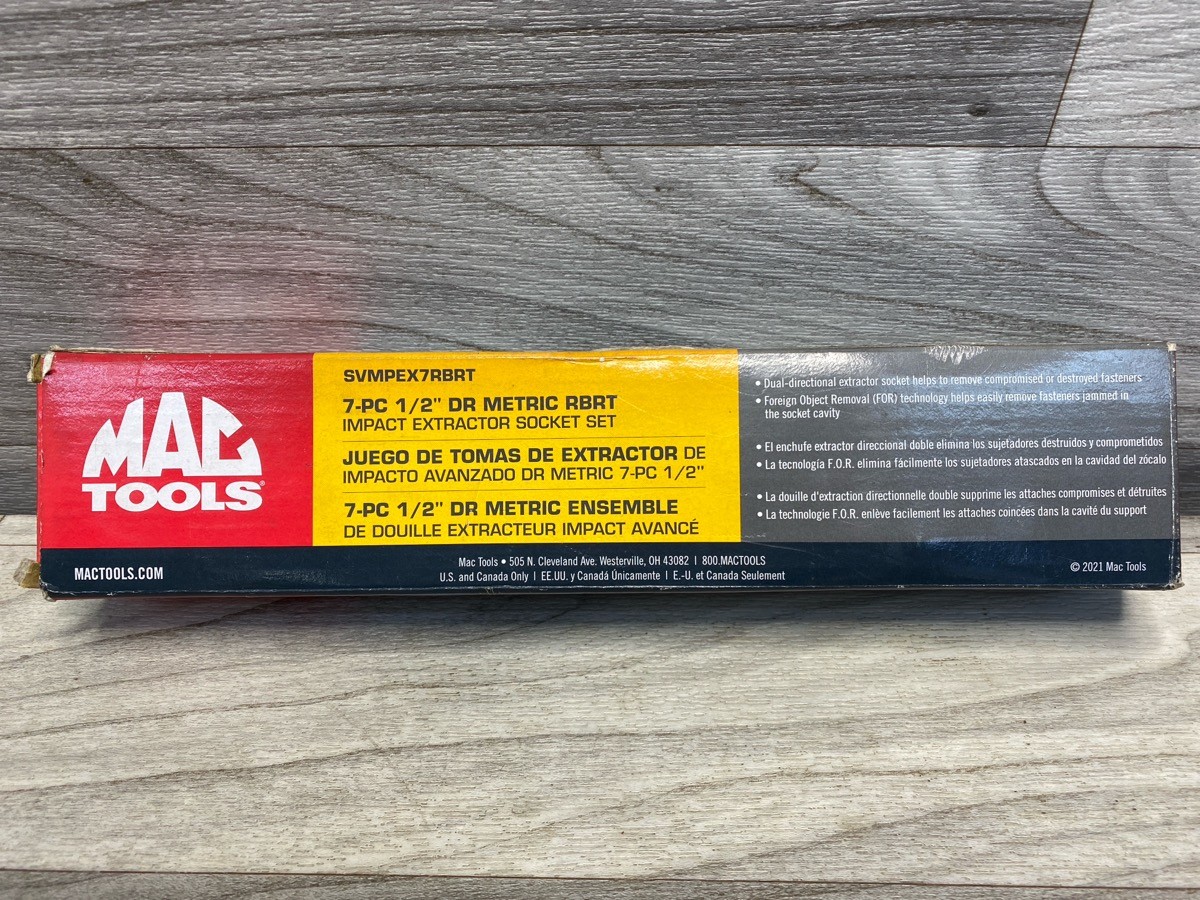 MAC
TOOLS®
SVMPEX7RBRT
7-PC 1/2" DR METRIC RBRT
IMPACT EXTRACTOR SOCKET SET
JUEGO DE TOMAS DE EXTRACTOR DE
IMPACTO AVANZADO DR METRIC 7-PC 1/2"
7-PC 1/2" DR METRIC ENSEMBLE
DE DOUILLE EXTRACTEUR IMPACT AVANCÉ
• Dual-directional extractor socket helps to remove compromised or destroyed fasteners
• Foreign Object Removal (FOR) technology helps easily remove fasteners jammed in
the socket cavity
• El enchufe extractor direccional doble elimina los sujetadores destruidos y comprometidos
• La tecnología F.O.R. elimina fácilmente los sujetadores atascados en la cavidad del zócalo
• La douille d'extraction directionnelle double supprime les attaches compromises et détruites
• La technologie F.O.R. enlève facilement les attaches coincées dans la cavité du support
MACTOOLS.COM
Mac Tools • 505 N. Cleveland Ave. Westerville, OH 43082 | 800.MACTOOLS
U.S. and Canada Only | EE.UU. y Canadá Únicamente | E.-U. et Canada Seulement
© 2021 Mac Tools